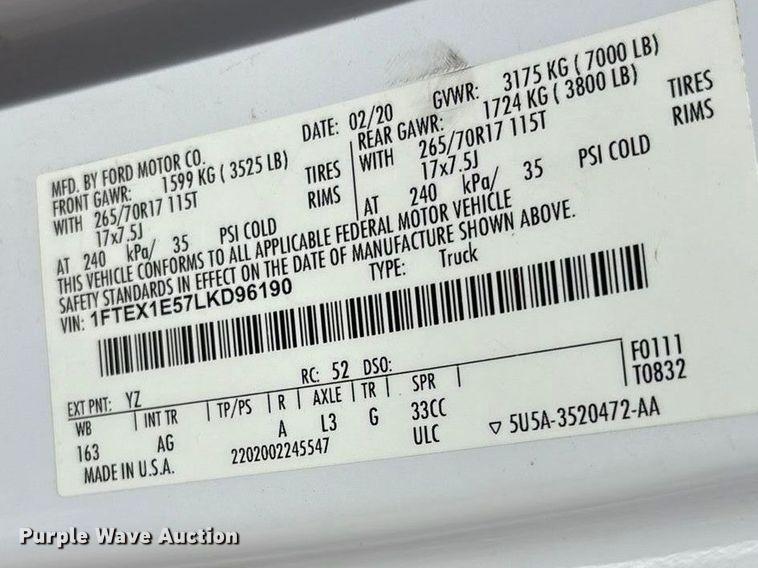 MFD. BY FORD MOTOR CO.
DATE: 02/20
GVWR: 3175 KG ( 7000 LB)
FRONT GAWR: 1599 KG ( 3525 LB)
WITH 265/70R17 115T TIRES
17x7.5J RIMS
AT 240 kPa/ 35 PSI COLD
REAR GAWR: 1724 KG ( 3800 LB)
WITH 265/70R17 115T TIRES
17x7.5J RIMS
AT 240 kPa/ 35 PSI COLD
THIS VEHICLE CONFORMS TO ALL APPLICABLE FEDERAL MOTOR VEHICLE
SAFETY STANDARDS IN EFFECT ON THE DATE OF MANUFACTURE SHOWN ABOVE.
VIN: 1FTEX1E57LKD96190
TYPE: Truck
EXT PNT: YZ RC: 52 DSO:
F0111
T0832
WB INT TR TP/PS R AXLE TR SPR
163 AG A L3 G 33CC
ULC
MADE IN U.S.A. 2202002245547
▽ 5U5A-3520472-AA
Purple Wave Auction